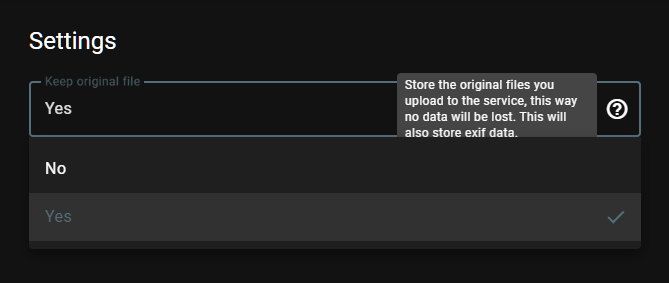 Settings
Keep original file
Yes
Store the original files you
upload to the service, this way
no data will be lost. This will
also store exif data.
No
Yes